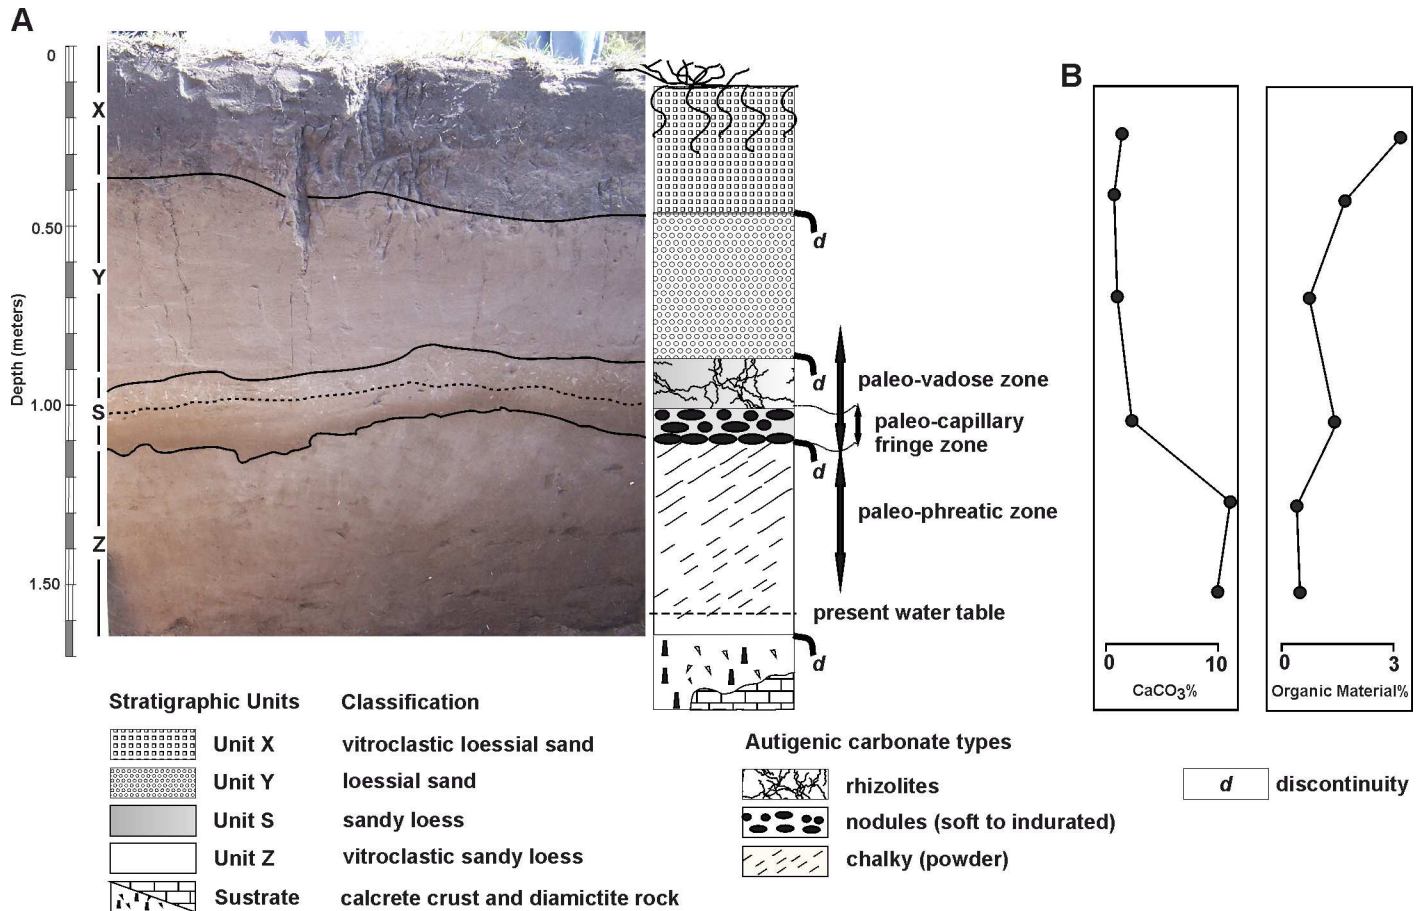 A
0
0.50
1.00
1.50
Depth (meters)
X
Y
S
Z
d
d
d
d
paleo-vadose zone
paleo-capillary
fringe zone
paleo-phreatic zone
present water table
B
0 10
CaCO3%
0 3
Organic Material%
Stratigraphic Units Classification
Unit X vitroclastic loessial sand
Unit Y loessial sand
Unit S sandy loess
Unit Z vitroclastic sandy loess
Sustrate calcrete crust and diamictite rock
Autigenic carbonate types
rhizolites
nodules (soft to indurated)
chalky (powder)
d discontinuity